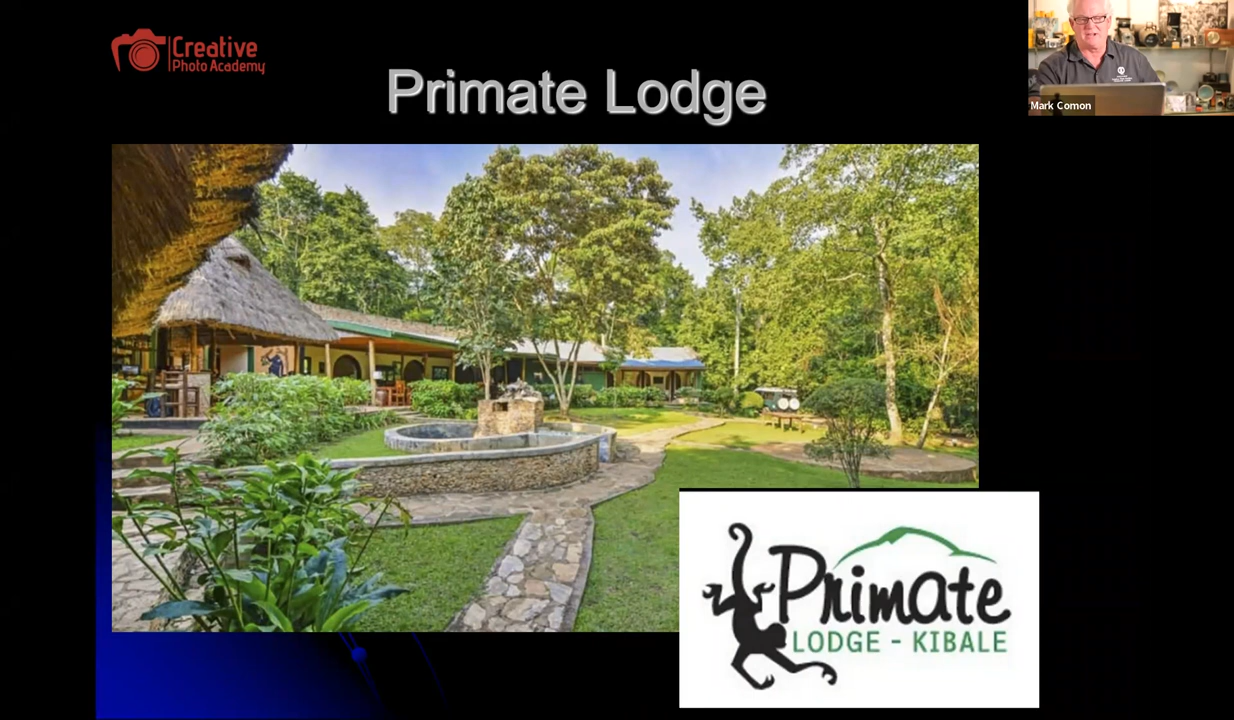 Creative
Photo Academy
Primate Lodge
Mark Comon
Primate
LODGE - KIBALE